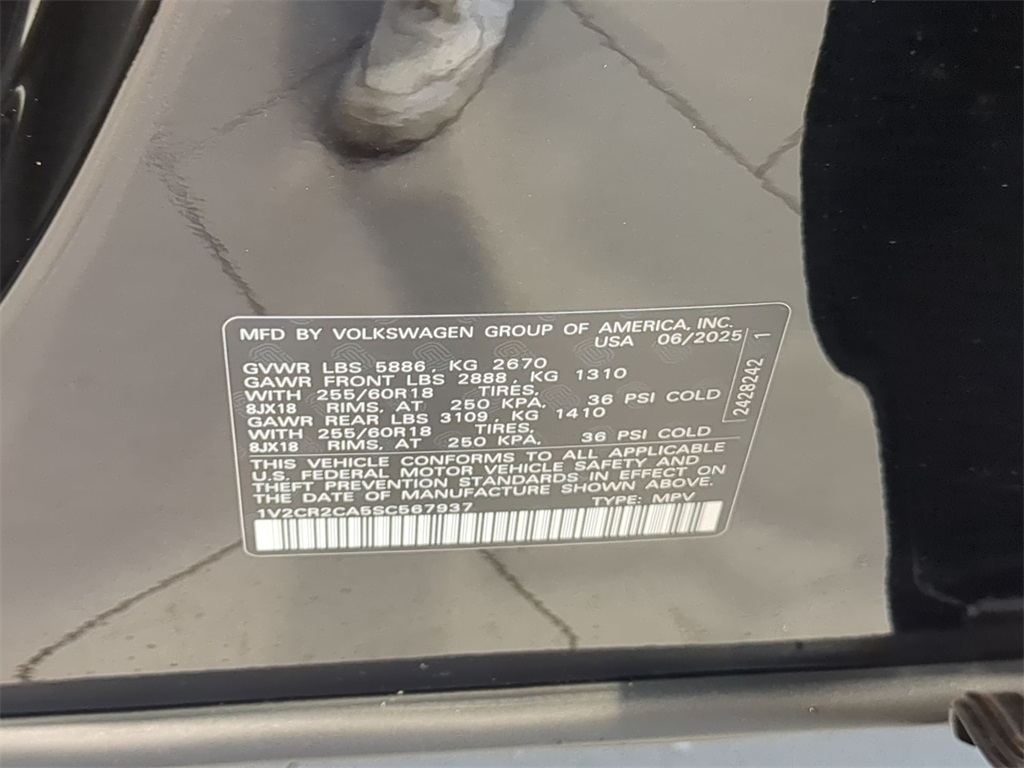 MFD BY VOLKSWAGEN GROUP OF AMERICA, INC.
USA 06/2025
GVWR LBS 5886, KG 2670
GAWR FRONT LBS 2888, KG 1310
WITH 255/60R18 TIRES,
8JX18 RIMS, AT 250 KPA, 36 PSI COLD
GAWR REAR LBS 3109, KG 1410
WITH 255/60R18 TIRES,
8JX18 RIMS, AT 250 KPA, 36 PSI COLD
THIS VEHICLE CONFORMS TO ALL APPLICABLE
U.S. FEDERAL MOTOR VEHICLE SAFETY AND
THEFT PREVENTION STANDARDS IN EFFECT ON
THE DATE OF MANUFACTURE SHOWN ABOVE.
1V2CR2CA5SC567937 TYPE: MPV
2428242 1